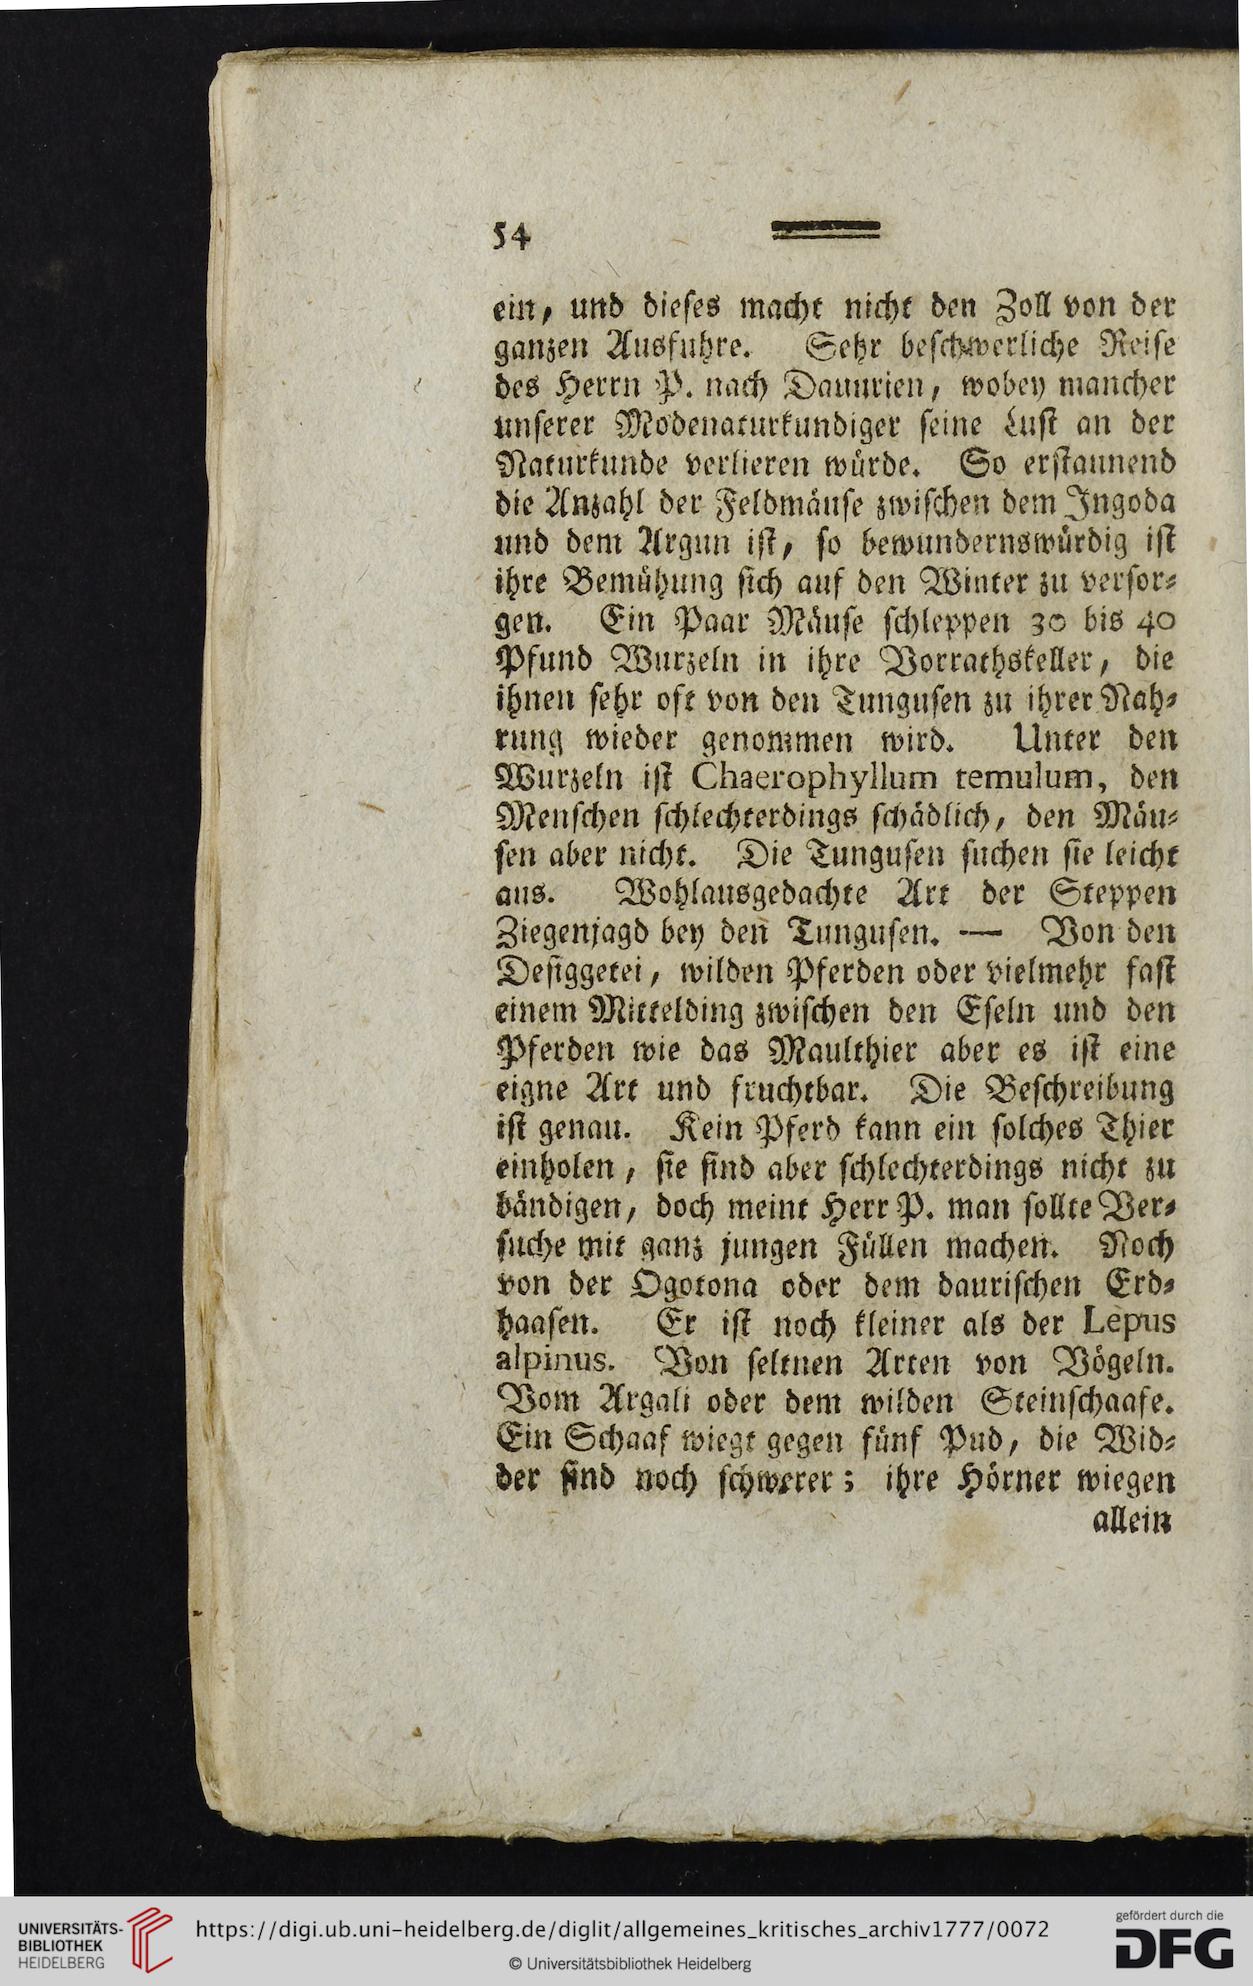 54
ein, und dieses macht nicht den Zoll von der
ganzen Ausfuhre. Sehr beschwerliche Reise
des Herrn P. nach Dauurien, wobey mancher
unserer Modenaturkundiger seine Lust an der
Naturkunde verlieren würde. So erstaunend
die Anzahl der Feldmäuse zwischen dem Ingoda
und dem Argun ist, so bewundernswürdig ist
ihre Bemühung sich auf den Winter zu versor-
gen. Ein Paar Mäuse schleppen 30 bis 40
Pfund Wurzeln in ihre Vorrathskeller, die
ihnen sehr oft von den Tungusen zu ihrer Nah-
rung wieder genommen wird. Unter den
Wurzeln ist Chaerophyllum temulum, den
Menschen schlechterdings schädlich, den Mäu-
sen aber nicht. Die Tungusen suchen sie leicht
aus. Wohlausgedachte Art der Steppen
Ziegenjagd bey den Tungusen. — Von den
Desiggetei, wilden Pferden oder vielmehr fast
einem Mittelding zwischen den Eseln und den
Pferden wie das Maulthier aber es ist eine
eigne Art und fruchtbar. Die Beschreibung
ist genau. Kein Pferd kann ein solches Thier
einholen, sie sind aber schlechterdings nicht zu
bändigen, doch meint Herr P. man sollte Ver-
suche mit ganz jungen Füllen machen. Noch
von der Ogotona oder dem daurischen Erd-
haasen. Er ist noch kleiner als der Lepus
alpinus. Von seltnen Arten von Vögeln.
Vom Argali oder dem wilden Steinschaafe.
Ein Schaaf wiegt gegen fünf Pud, die Wid-
der sind noch schwerer; ihre Hörner wiegen
allein
UNIVERSITÄTS-
BIBLIOTHEK
HEIDELBERG
https://digi.ub.uni-heidelberg.de/diglit/allgemeines_kritisches_archiv1777/0072
© Universitätsbibliothek Heidelberg
gefördert durch die
DFG